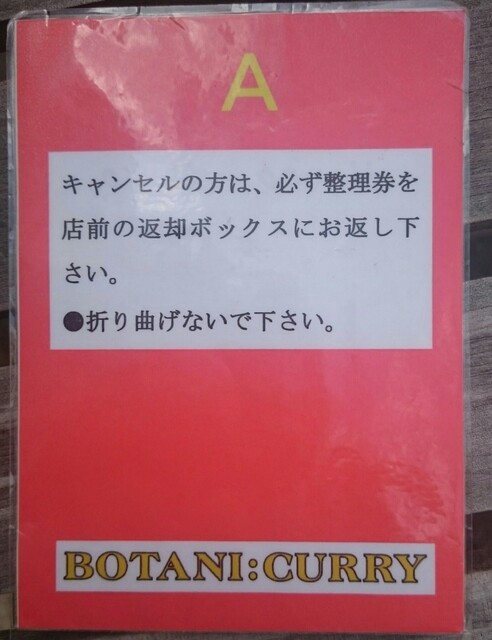 A
キャンセルの方は、必ず整理券を
店前の返却ボックスにお返し下
さい。
●折り曲げないで下さい。
BOTANI:CURRY